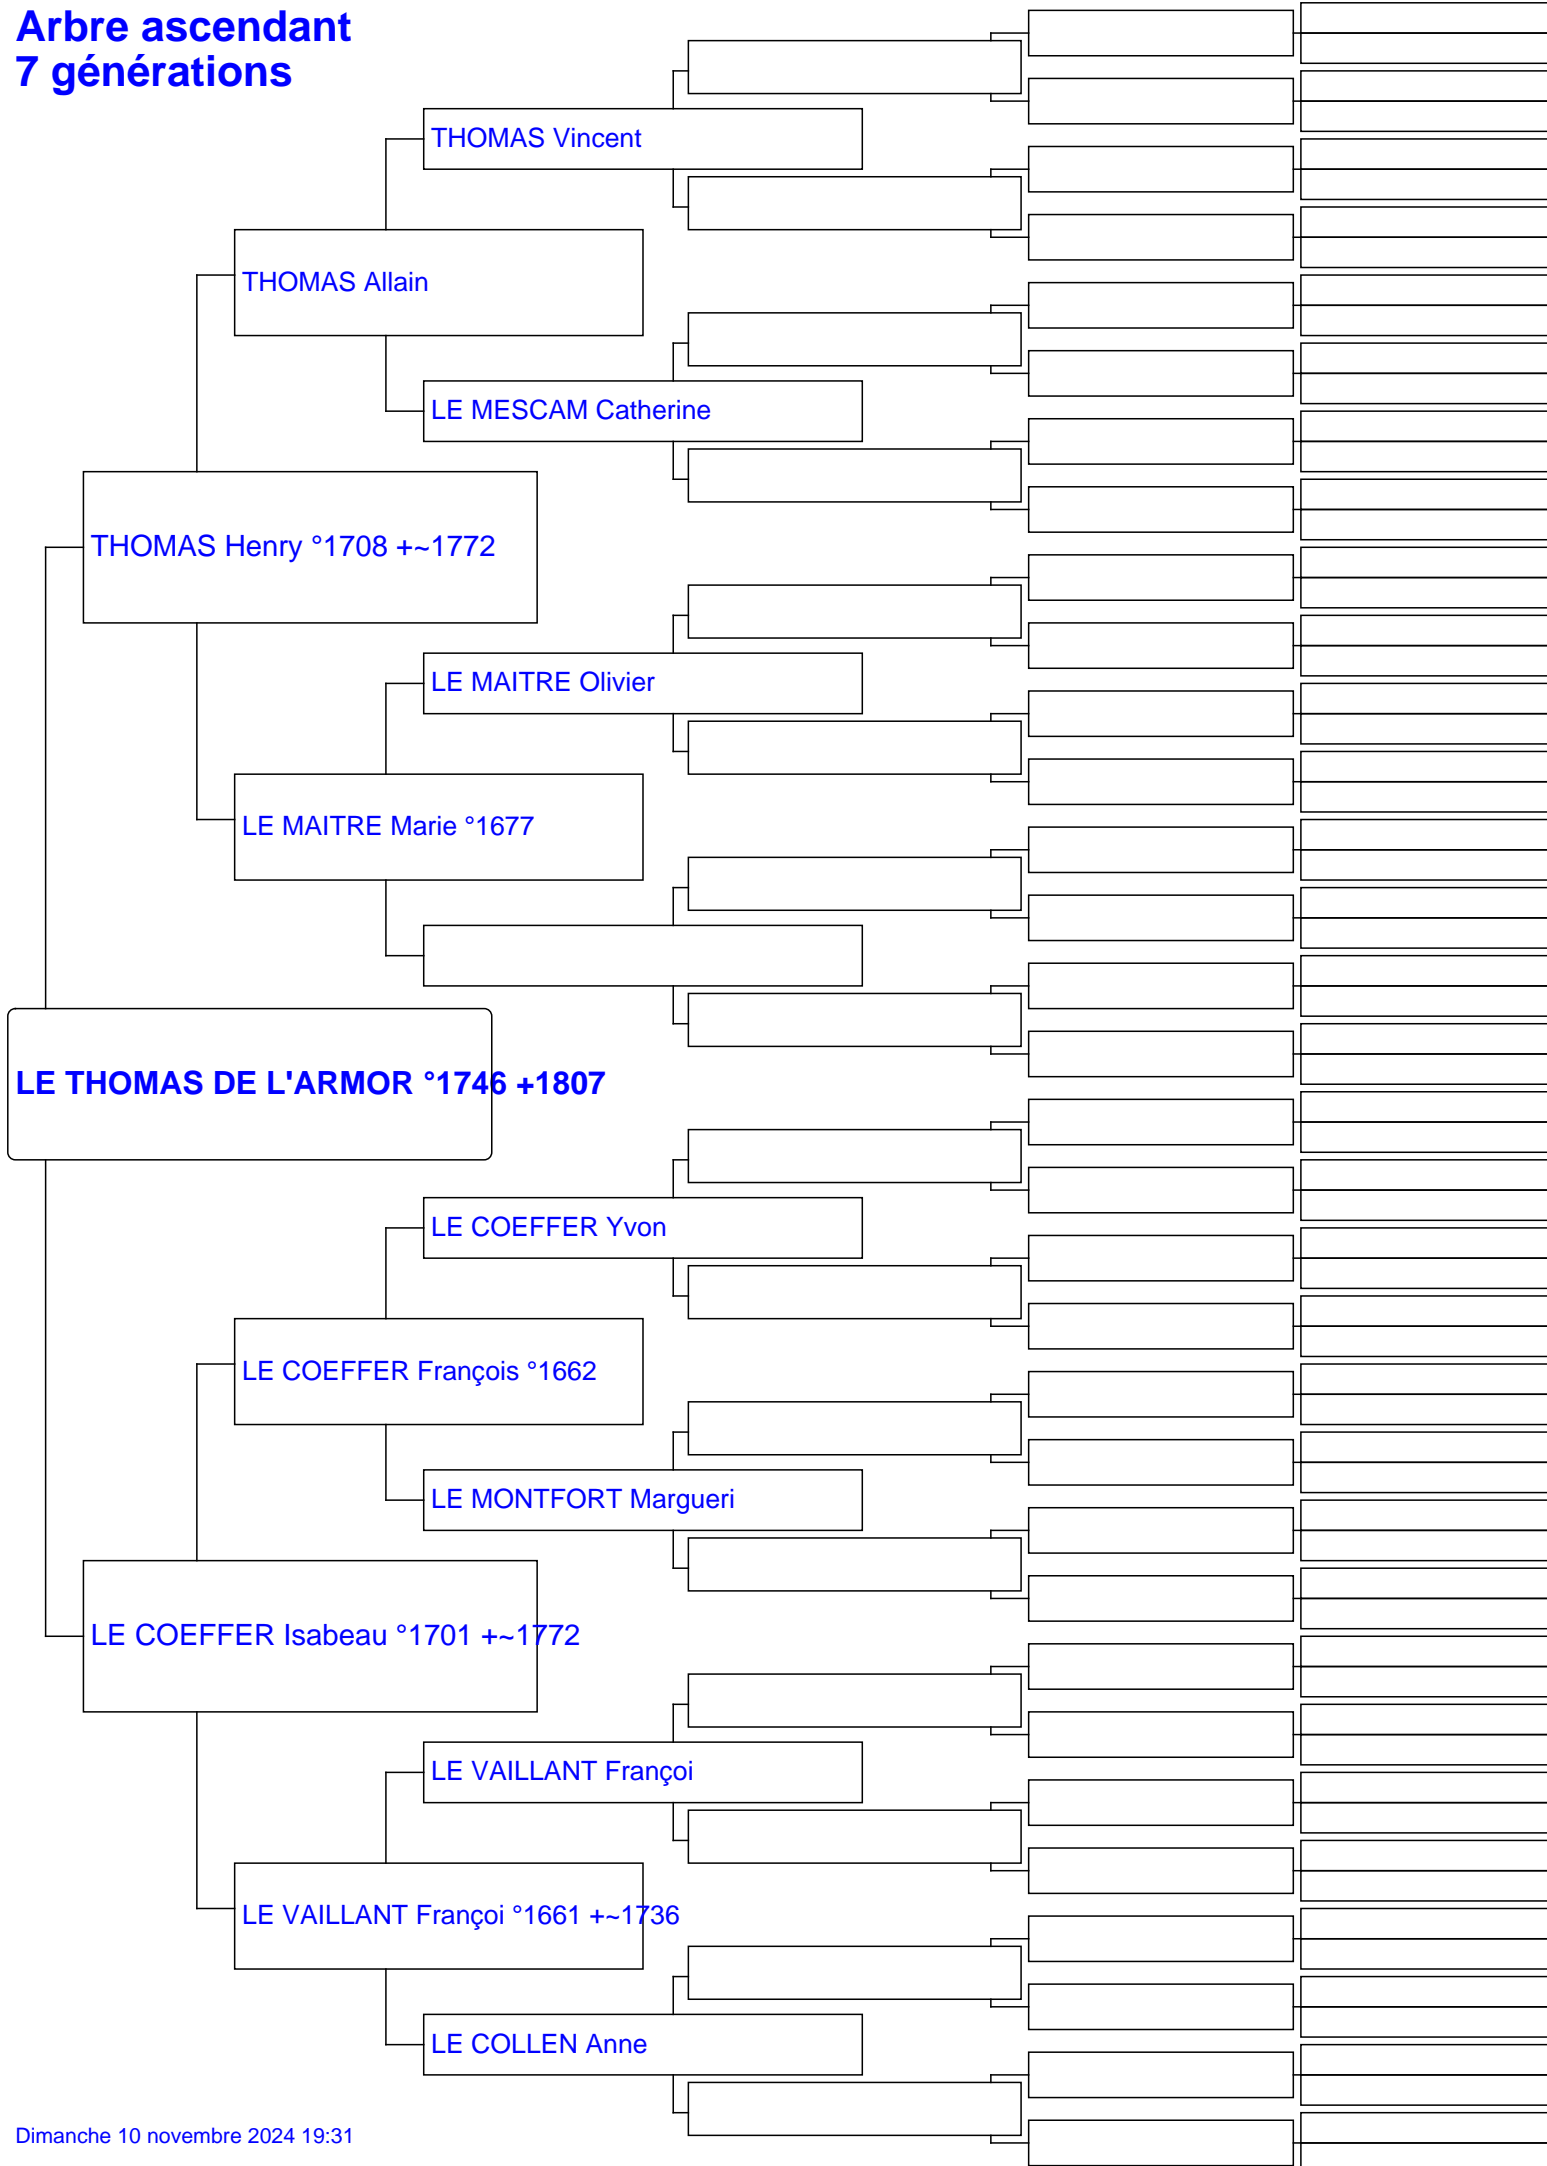 Arbre ascendant
7 générations
THOMAS Vincent
THOMAS Allain
LE MESCAM Catherine
THOMAS Henry °1708 +~1772
LE MAITRE Olivier
LE MAITRE Marie °1677
LE THOMAS DE L'ARMOR °1746 +1807
LE COEFFER Yvon
LE COEFFER François °1662
LE MONTFORT Margueri
LE COEFFER Isabeau °1701 +~1772
LE VAILLANT Françoi
LE VAILLANT Françoi °1661 +~1736
LE COLLEN Anne
Dimanche 10 novembre 2024 19:31